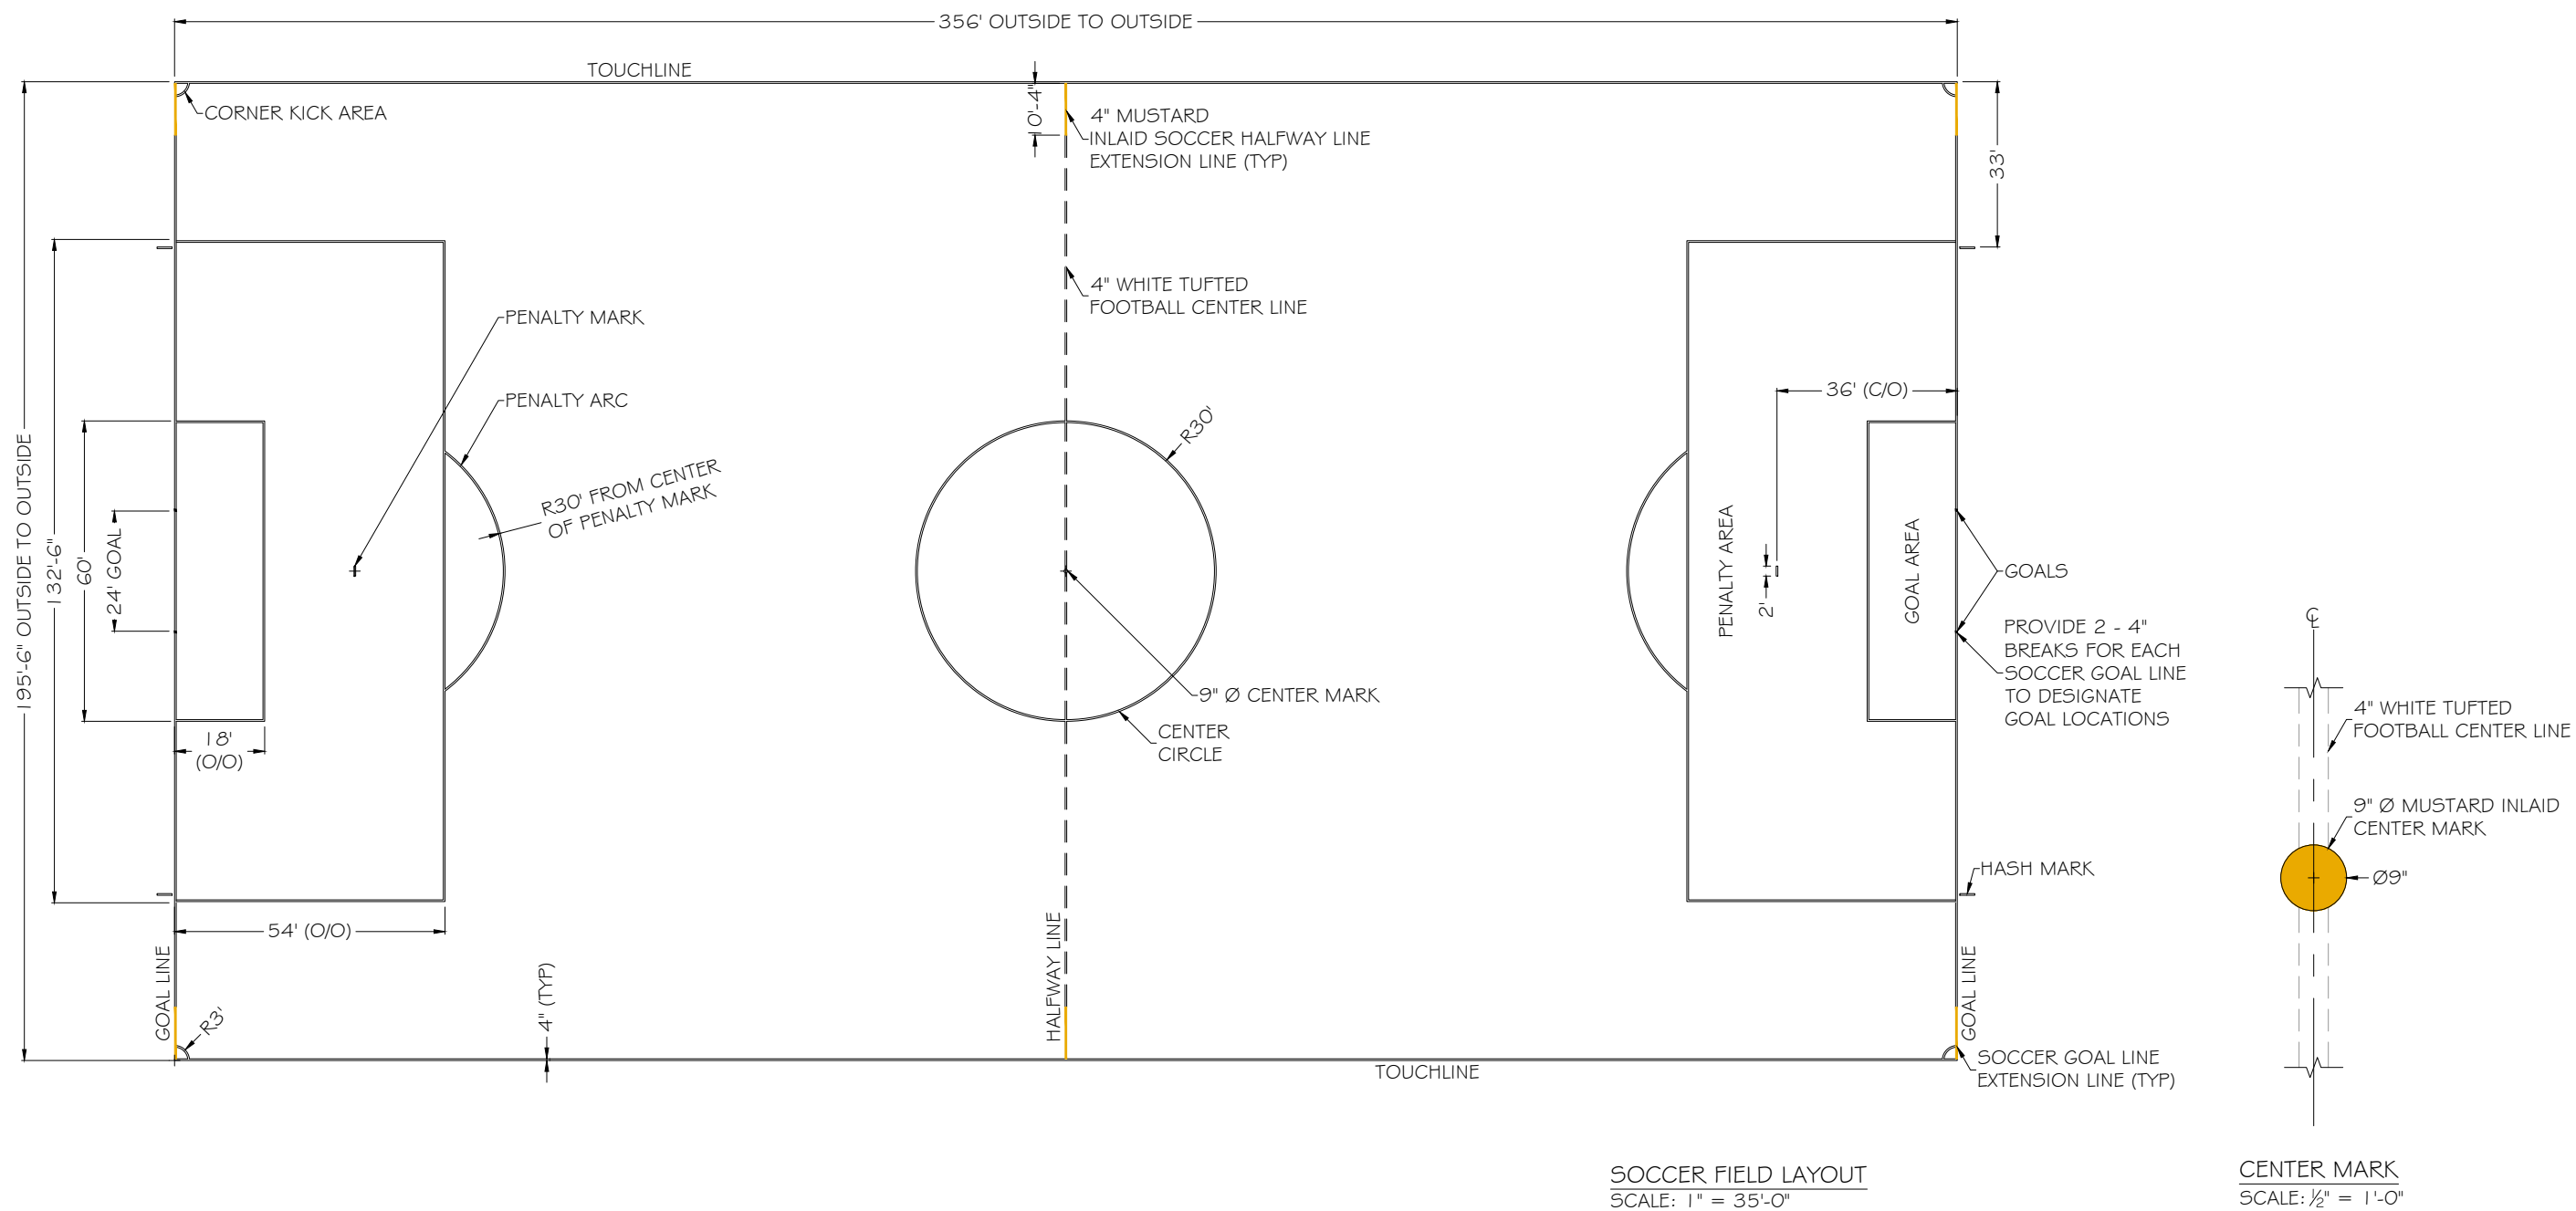 356' OUTSIDE TO OUTSIDE
TOUCHLINE
CORNER KICK AREA
10'-4"
4" MUSTARD
INLAID SOCCER HALFWAY LINE
EXTENSION LINE (TYP)
33'
4" WHITE TUFTED
FOOTBALL CENTER LINE
PENALTY MARK
PENALTY ARC
R30' FROM CENTER
OF PENALTY MARK
R30'
36' (C/O)
195'-6" OUTSIDE TO OUTSIDE
132'-6"
60'
24' GOAL
PENALTY AREA
2'
GOAL AREA
GOALS
PROVIDE 2 - 4"
BREAKS FOR EACH
SOCCER GOAL LINE
TO DESIGNATE
GOAL LOCATIONS
9" Ø CENTER MARK
CENTER
CIRCLE
18'
(O/O)
54' (O/O)
HASH MARK
GOAL LINE
R3'
4" (TYP)
HALFWAY LINE
GOAL LINE
SOCCER GOAL LINE
EXTENSION LINE (TYP)
TOUCHLINE
SOCCER FIELD LAYOUT
SCALE: 1" = 35'-0"
℄
4" WHITE TUFTED
FOOTBALL CENTER LINE
9" Ø MUSTARD INLAID
CENTER MARK
Ø9"
CENTER MARK
SCALE: ½" = 1'-0"